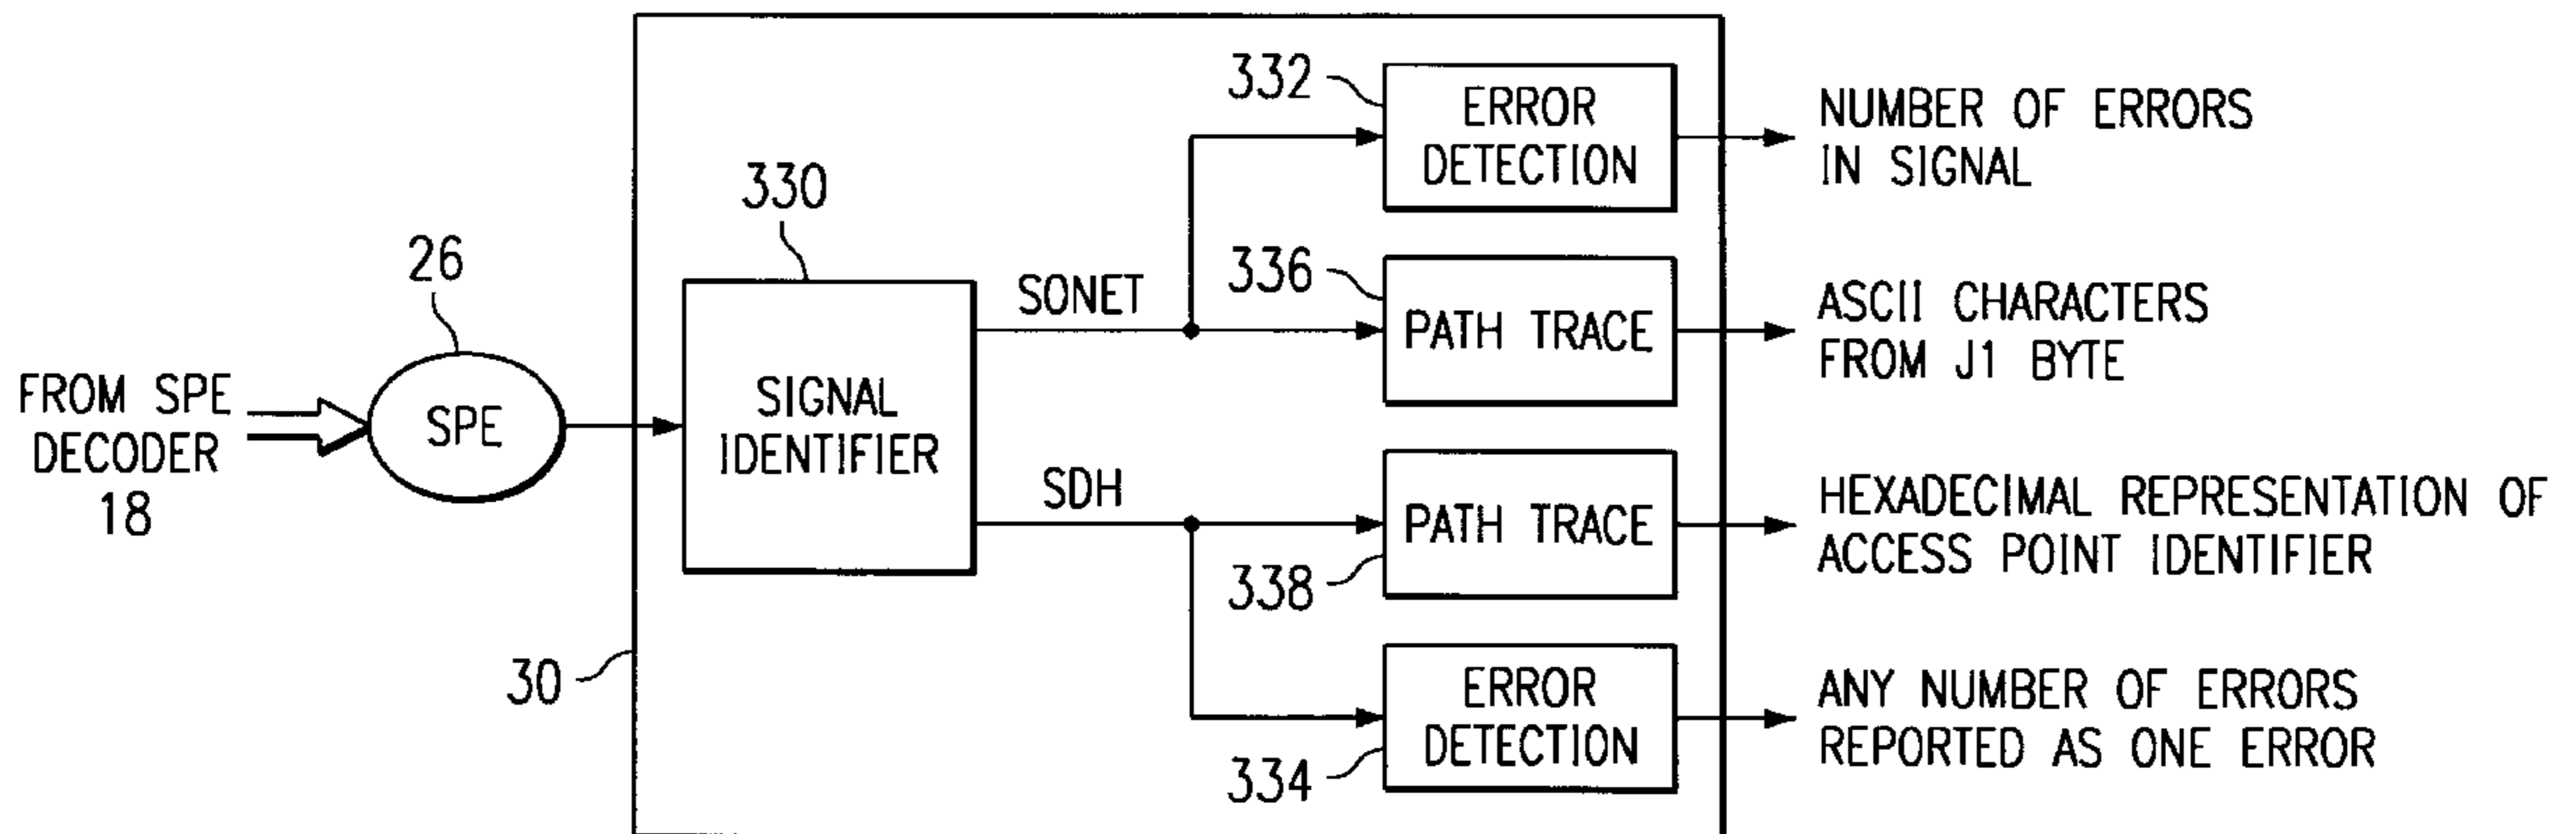 FROM SPE
DECODER
18
26
SPE
30
330
SIGNAL
IDENTIFIER
SONET
SDH
332
ERROR
DETECTION
NUMBER OF ERRORS
IN SIGNAL
336
PATH TRACE
ASCII CHARACTERS
FROM J1 BYTE
338
PATH TRACE
HEXADECIMAL REPRESENTATION OF
ACCESS POINT IDENTIFIER
334
ERROR
DETECTION
ANY NUMBER OF ERRORS
REPORTED AS ONE ERROR